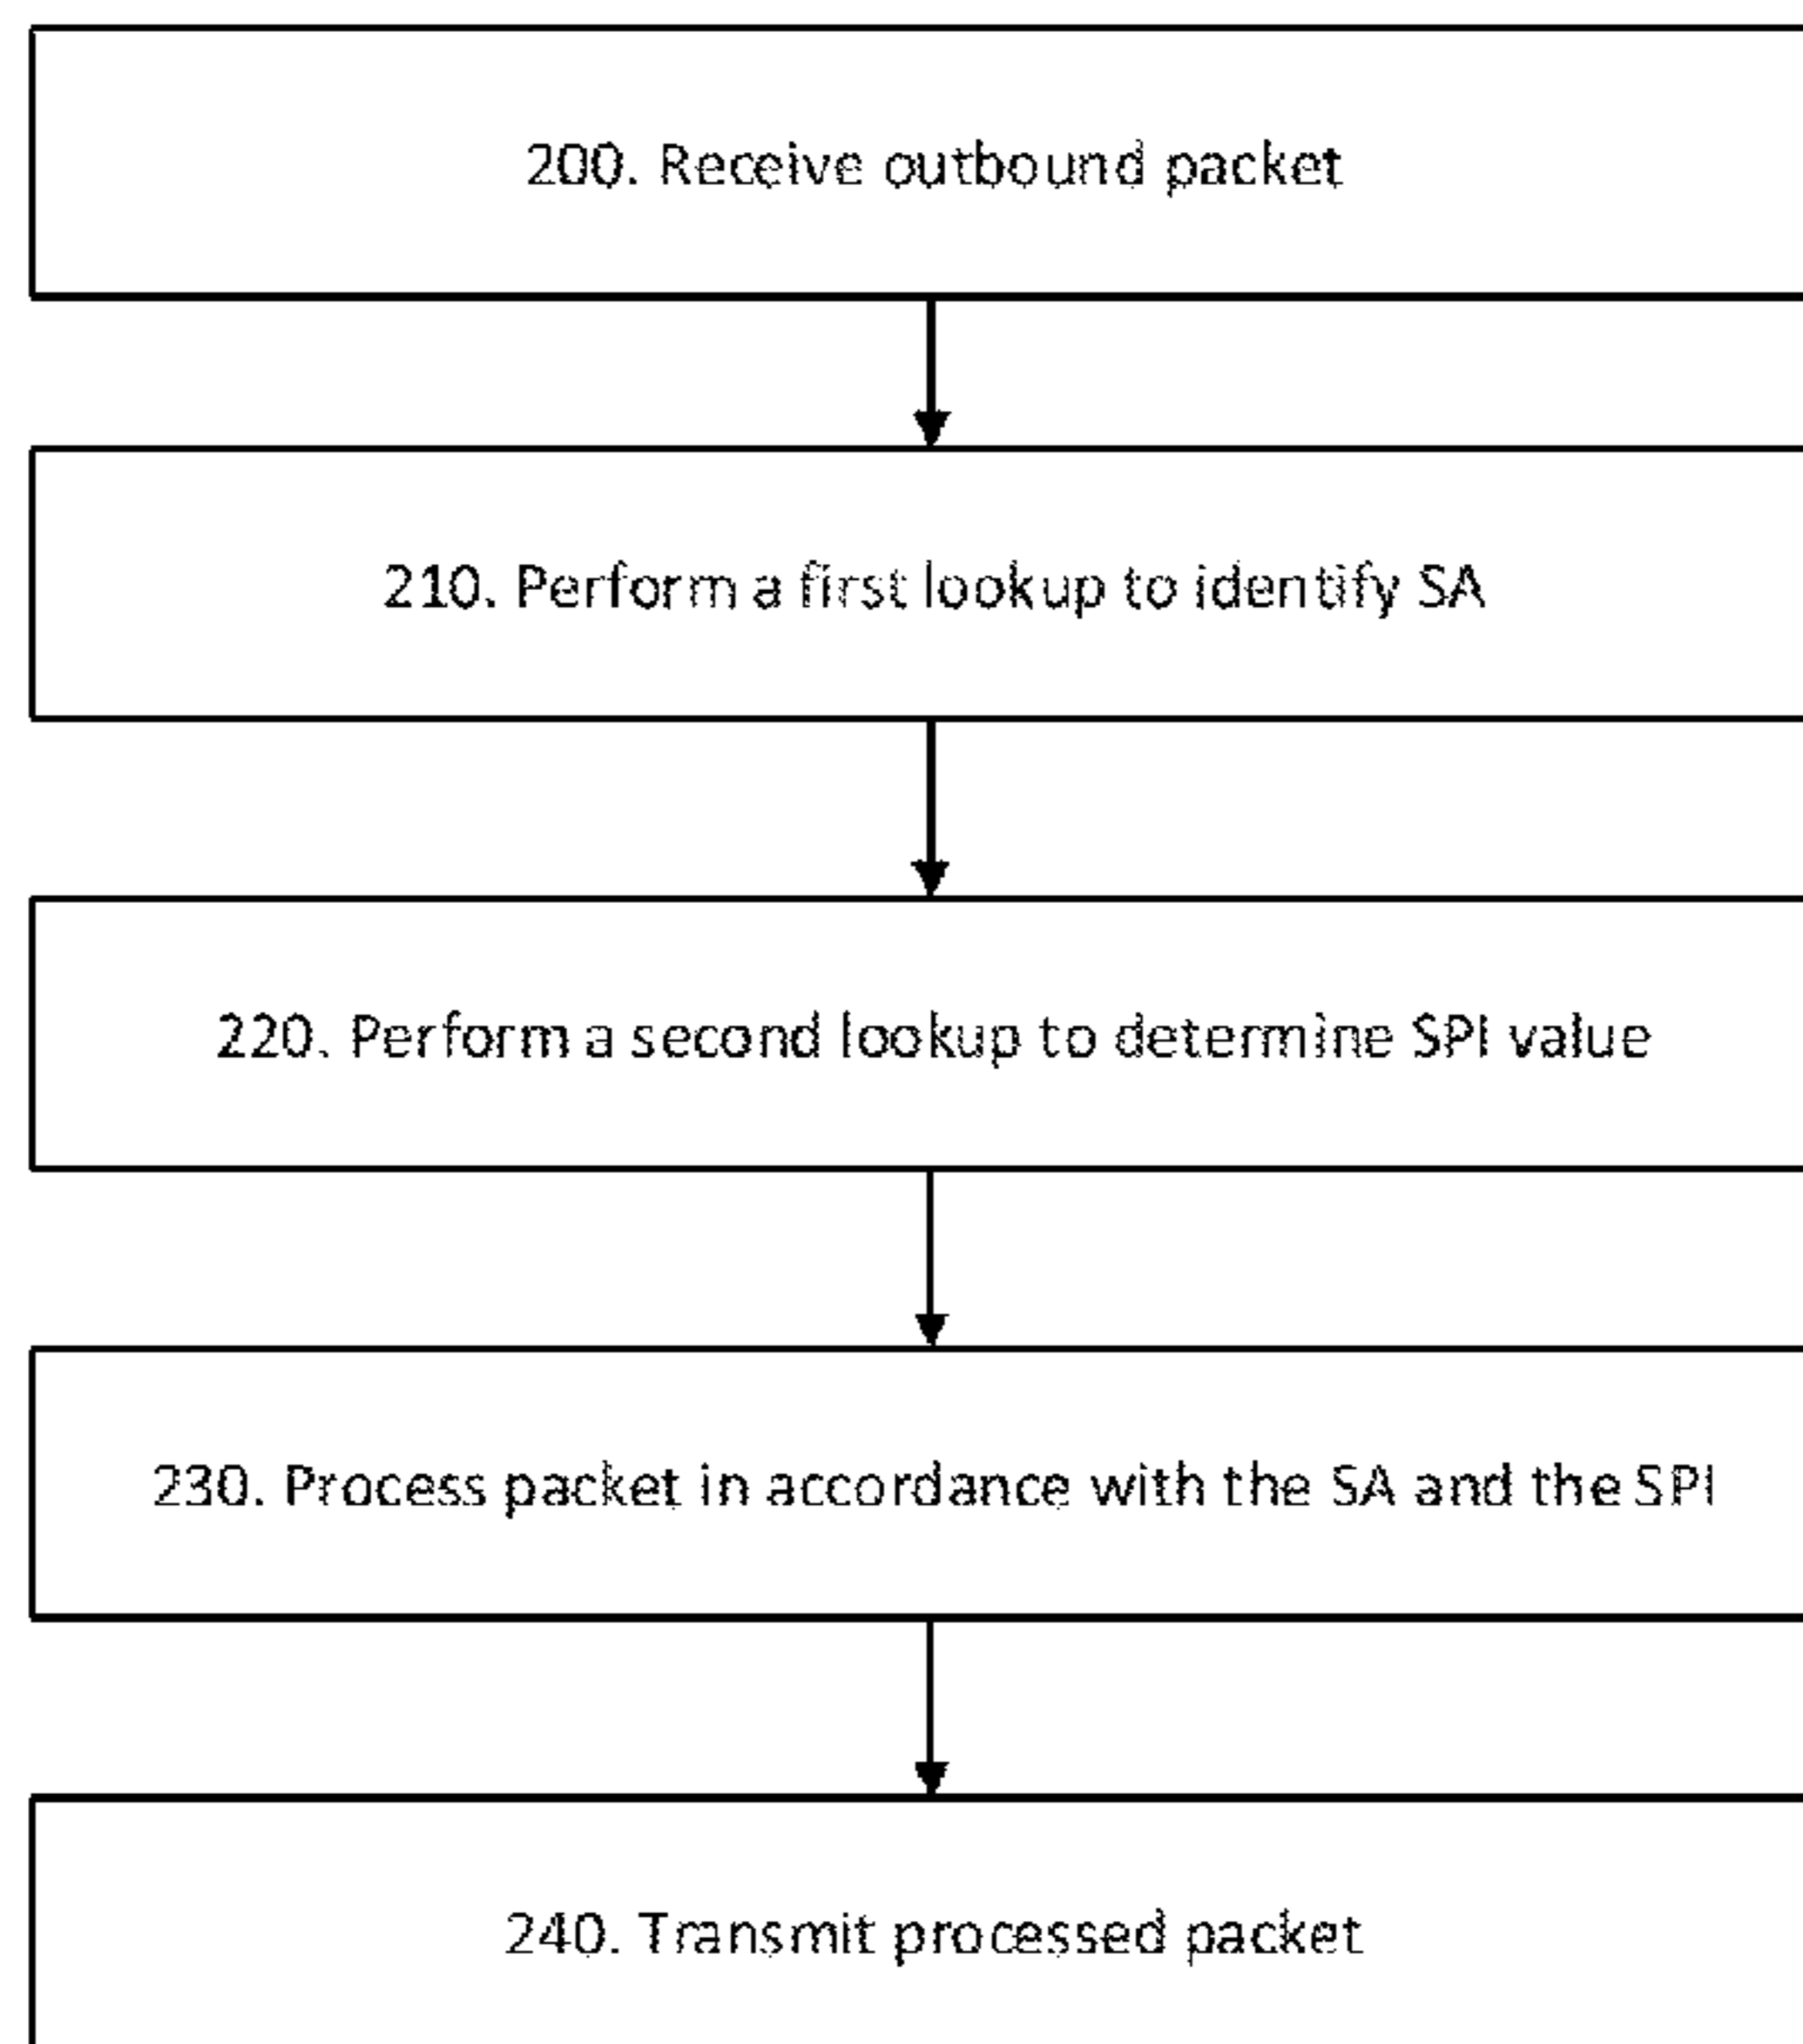 200. Receive outbound packet
210. Perform a first lookup to identify SA
220. Perform a second lookup to determine SPI value
230. Process packet in accordance with the SA and the SPI
240. Transmit processed packet